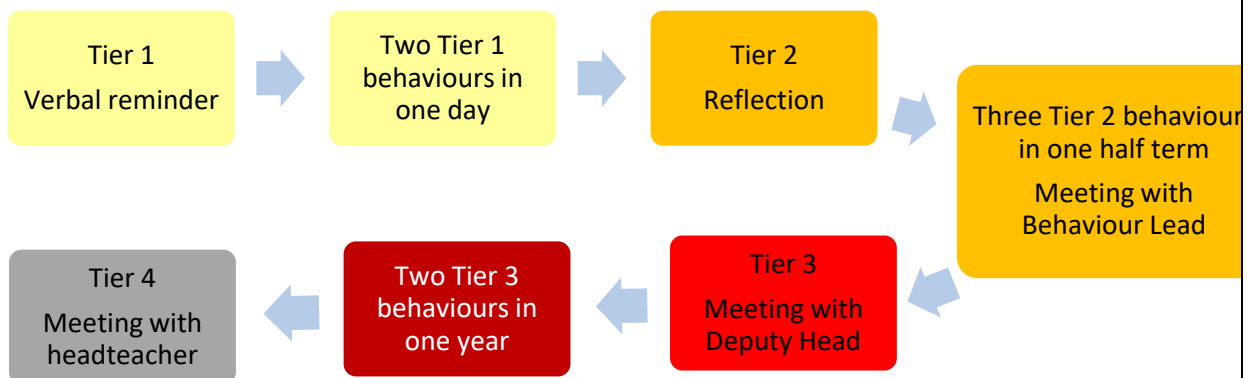 Tier 1
Verbal reminder
Two Tier 1
behaviours in
one day
Tier 2
Reflection
Three Tier 2 behaviour
in one half term
Meeting with
Behaviour Lead
Tier 3
Meeting with
Deputy Head
Two Tier 3
behaviours in
one year
Tier 4
Meeting with
headteacher